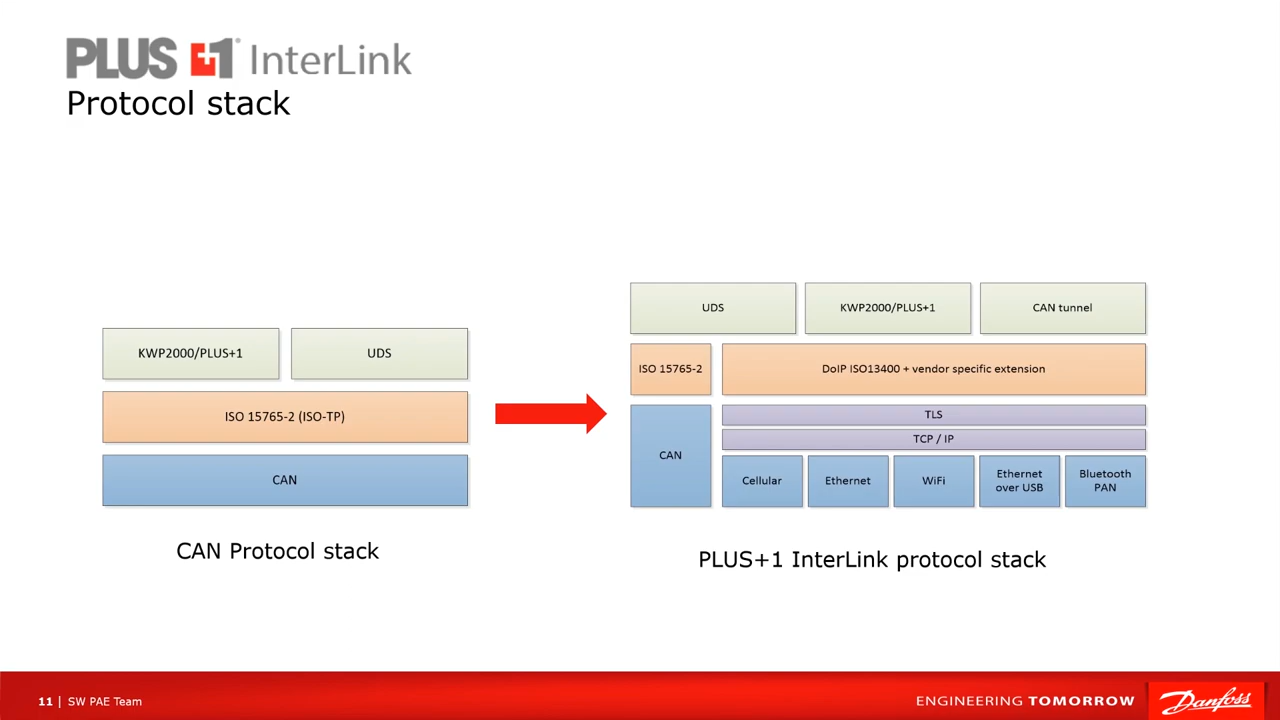 PLUS+1® InterLink
Protocol stack
KWP2000/PLUS+1
UDS
ISO 15765-2 (ISO-TP)
CAN
CAN Protocol stack
UDS
KWP2000/PLUS+1
CAN tunnel
ISO 15765-2
DoIP ISO13400 + vendor specific extension
CAN
TLS
TCP / IP
Cellular
Ethernet
WiFi
Ethernet
over USB
Bluetooth
PAN
PLUS+1 InterLink protocol stack
11 | SW PAE Team
ENGINEERING TOMORROW
Danfoss